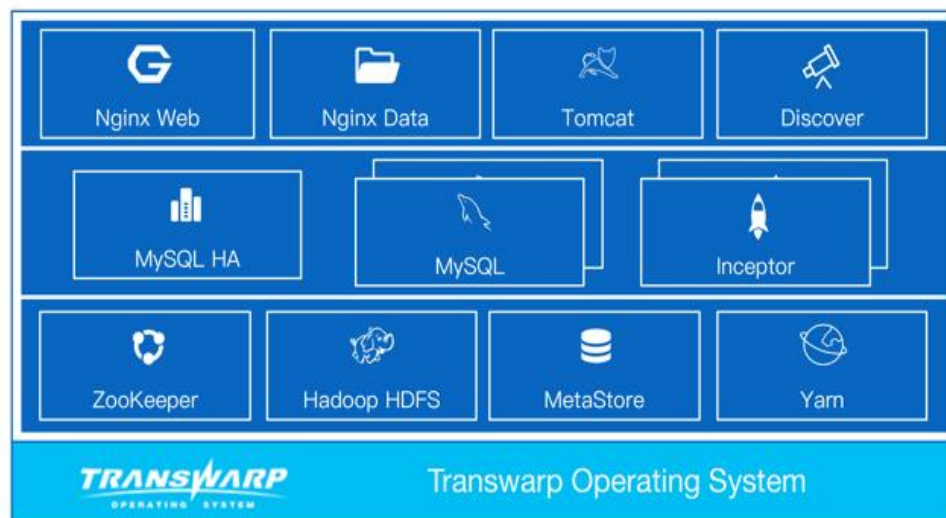 Nginx Web
Nginx Data
Tomcat
Discover
MySQL HA
MySQL
Inceptor
ZooKeeper
Hadoop HDFS
MetaStore
Yarn
TRANSWARP
OPERATING SYSTEM
Transwarp Operating System